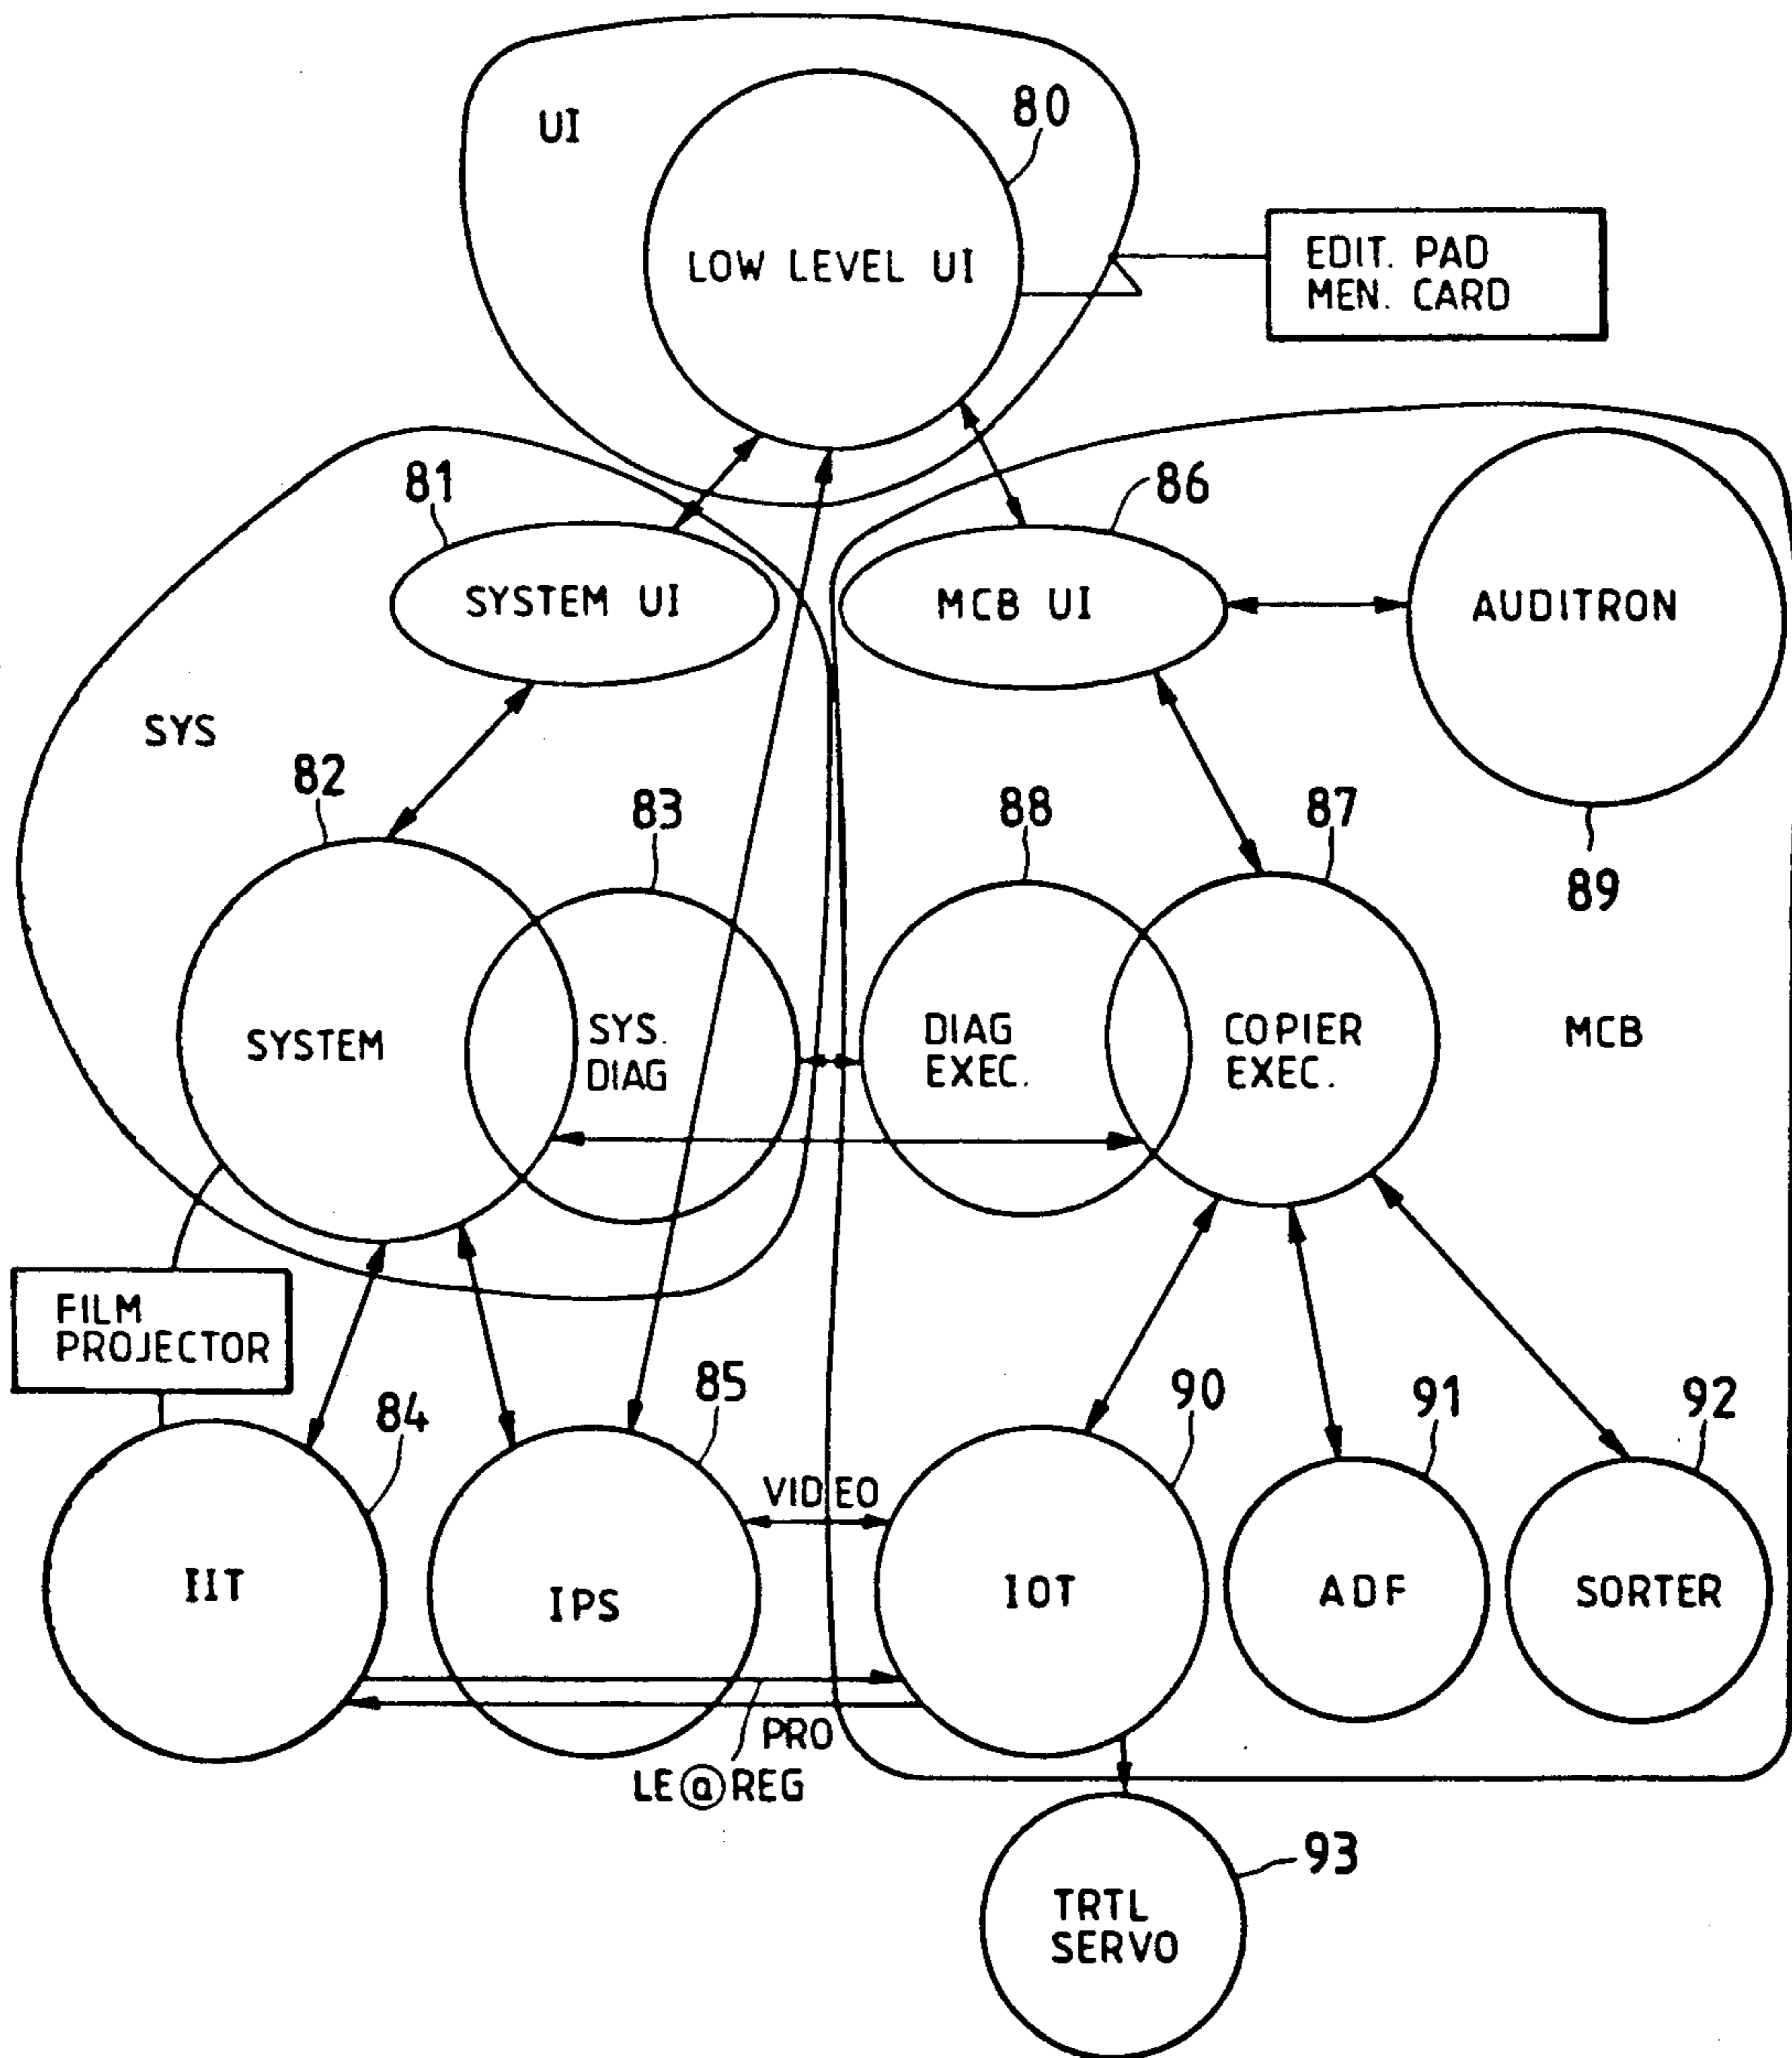 80
UI
LOW LEVEL UI
EDIT. PAD
MEN. CARD
81
86
SYSTEM UI
MCB UI
AUDITRON
SYS
82
83
88
87
89
SYSTEM
SYS.
DIAG
DIAG
EXEC.
COPIER
EXEC.
MCB
FILM
PROJECTOR
84
85
90
91
92
VIDEO
IIT
IPS
IOT
ADF
SORTER
PRO
LE@REG
93
TRTL
SERVO